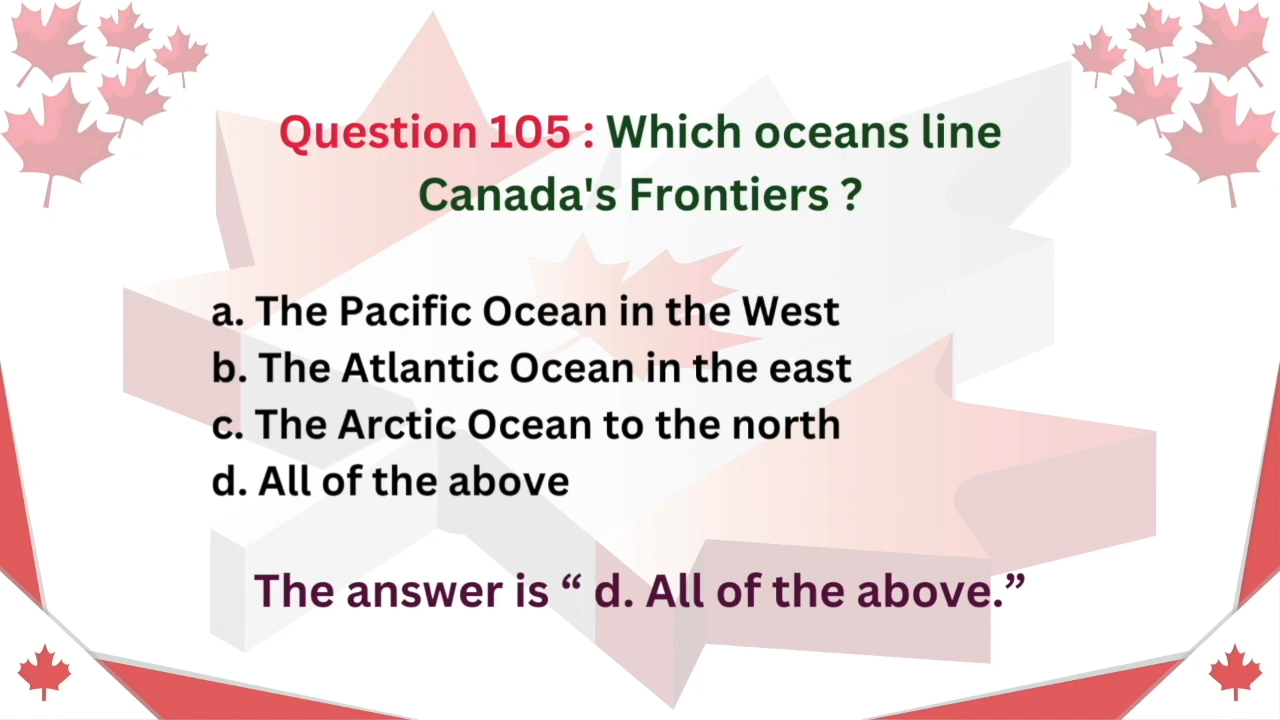 Question 105 : Which oceans line
Canada's Frontiers ?
a. The Pacific Ocean in the West
b. The Atlantic Ocean in the east
c. The Arctic Ocean to the north
d. All of the above
The answer is “ d. All of the above.”